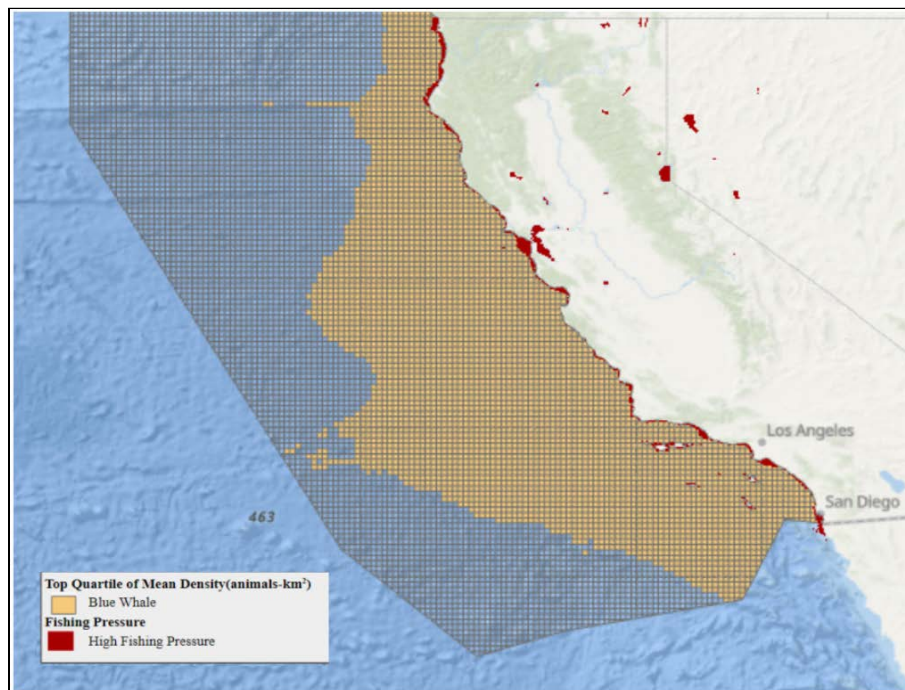 Los Angeles
San Diego
463
Top Quartile of Mean Density(animals-km²)
Blue Whale
Fishing Pressure
High Fishing Pressure